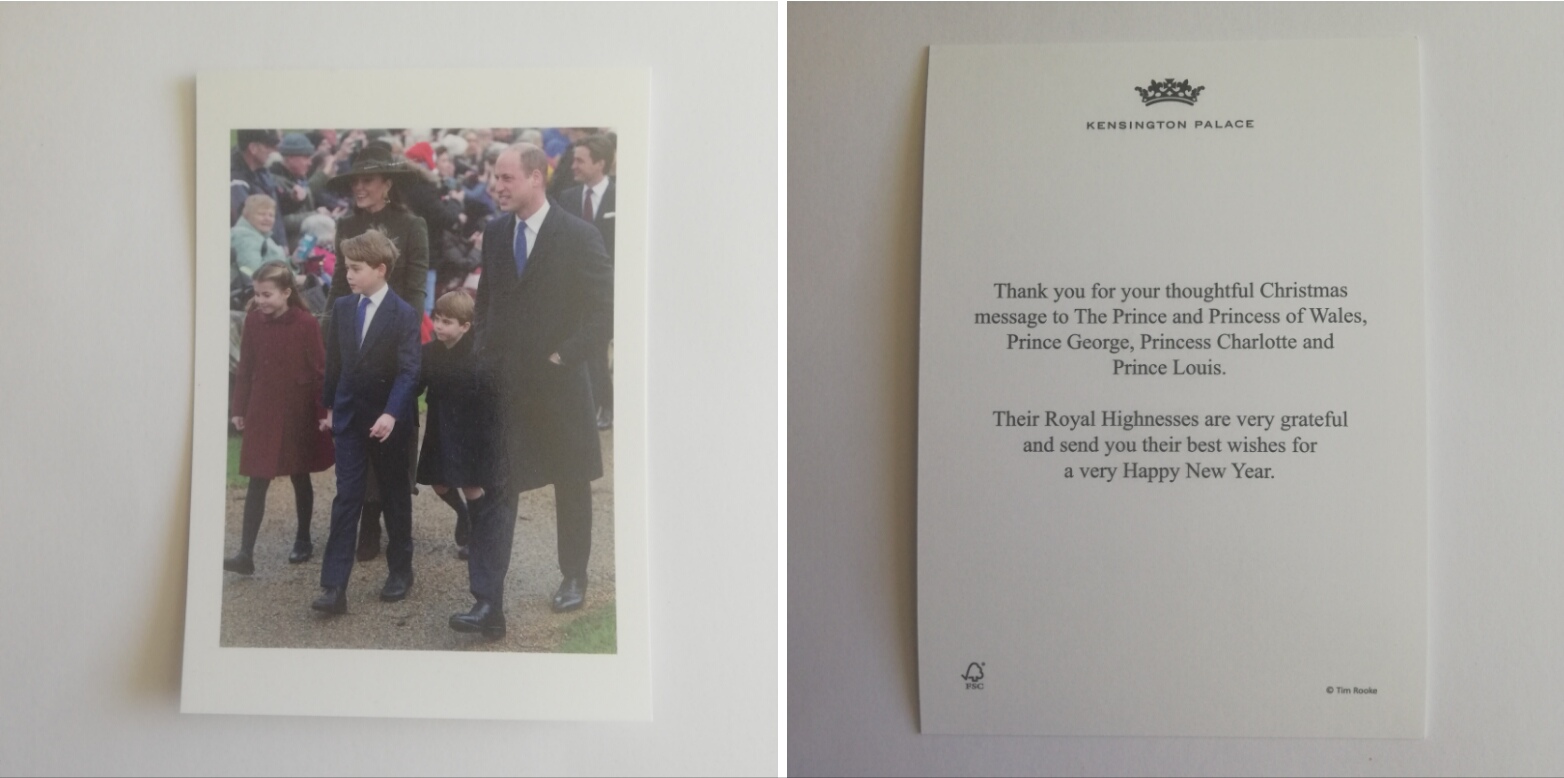 KENSINGTON PALACE
Thank you for your thoughtful Christmas
message to The Prince and Princess of Wales,
Prince George, Princess Charlotte and
Prince Louis.
Their Royal Highnesses are very grateful
and send you their best wishes for
a very Happy New Year.
FSC
© Tim Rooke